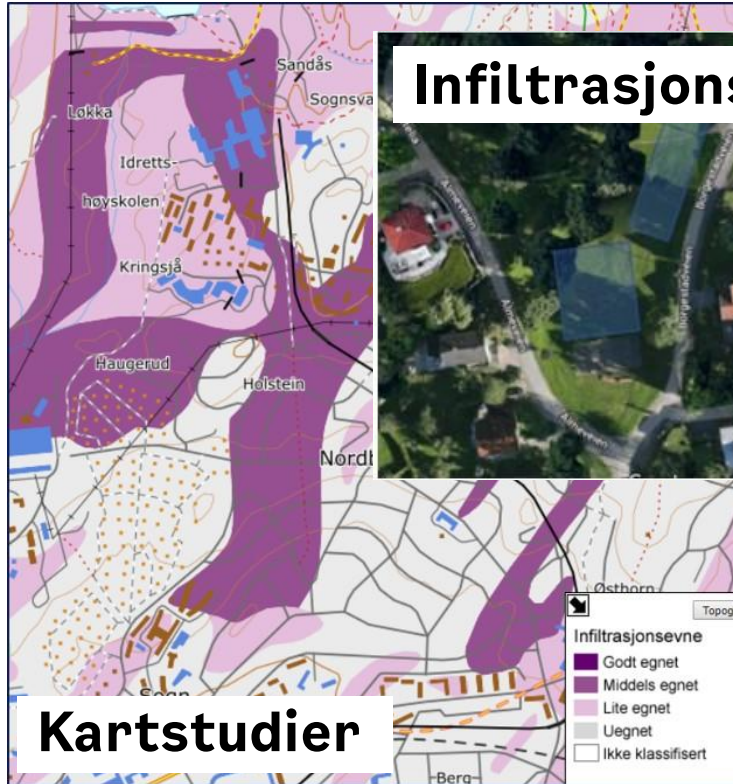 Infiltrasjons
Sandås
Sognsva
Løkka
Idretts-
høyskolen
Kringsjå
Haugerud
Holstein
Nordb
Østhorn
Topog
Infiltrasjonsevne
Godt egnet
Middels egnet
Lite egnet
Uegnet
Ikke klassifisert
Sogn
Kartstudier
Berg